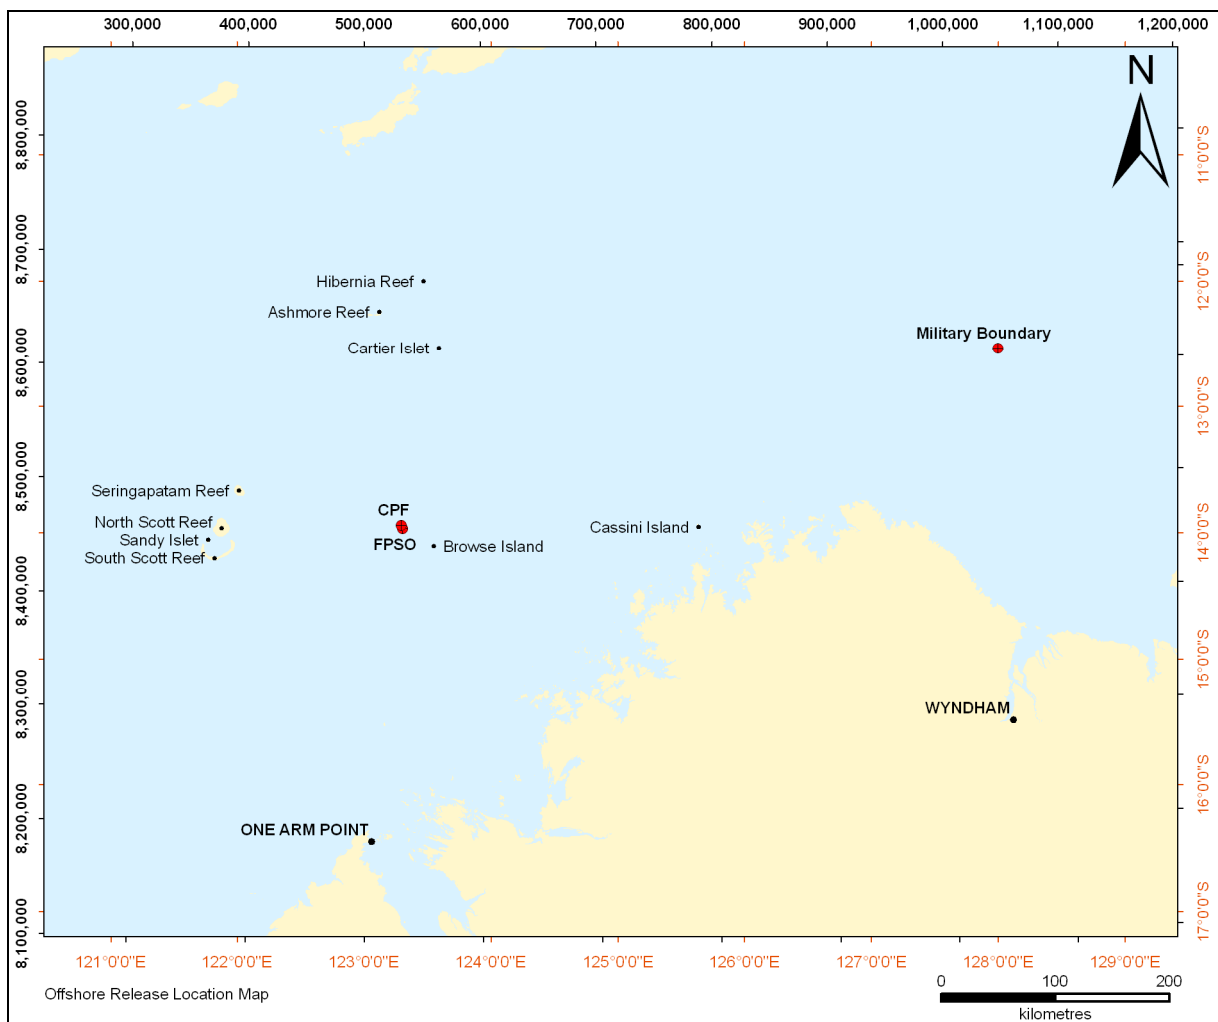 300,000 400,000 500,000 600,000 700,000 800,000 900,000 1,000,000 1,100,000 1,200,000
N
8,800,000
11°0'0"S
8,700,000
12°0'0"S
Hibernia Reef
Ashmore Reef
Military Boundary
Cartier Islet
8,600,000
13°0'0"S
8,500,000
Seringapatam Reef
CPF
North Scott Reef
Cassini Island
Sandy Islet
FPSO
Browse Island
14°0'0"S
South Scott Reef
8,400,000
15°0'0"S
8,300,000
WYNDHAM
16°0'0"S
8,200,000
ONE ARM POINT
8,100,000
17°0'0"S
121°0'0"E 122°0'0"E 123°0'0"E 124°0'0"E 125°0'0"E 126°0'0"E 127°0'0"E 128°0'0"E 129°0'0"E
Offshore Release Location Map
0 100 200
kilometres